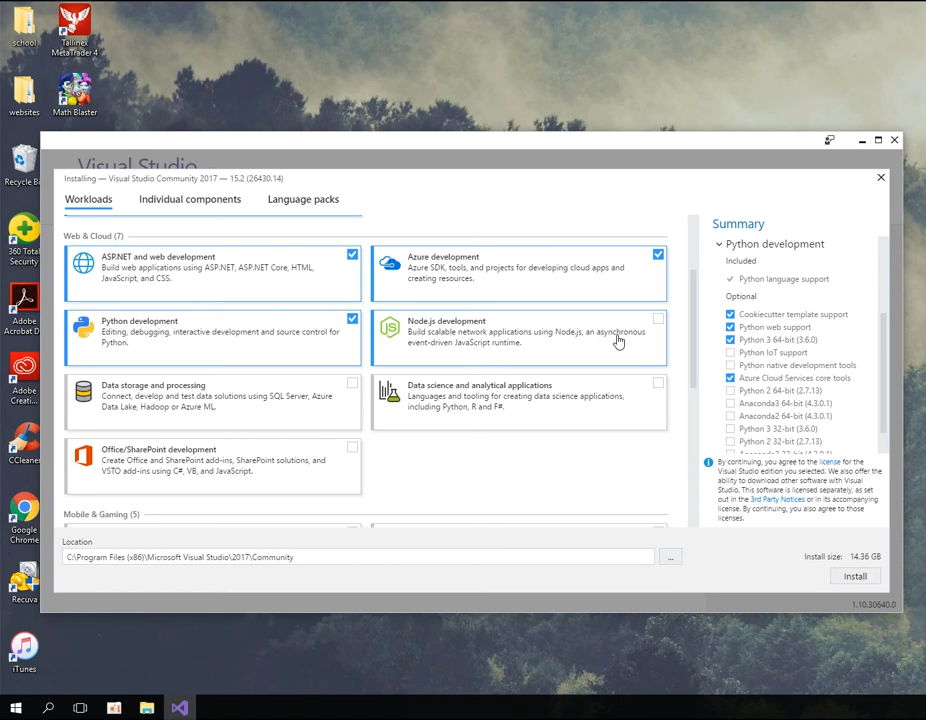 school
Tallinex
MetaTrader 4
websites
Math Blaster
Recycle Bi
360 Total
Security
Adobe
Acrobat D
Adobe
Creati...
CCleane
Google
Chrome
Recuva
iTunes
Visual Studio
Installing — Visual Studio Community 2017 — 15.2 (26430.14)
Workloads
Individual components
Language packs
Web & Cloud (7)
ASP.NET and web development
Build web applications using ASP.NET, ASP.NET Core, HTML,
JavaScript, and CSS.
Azure development
Azure SDK, tools, and projects for developing cloud apps and
creating resources.
Python development
Editing, debugging, interactive development and source control for
Python.
Node.js development
Build scalable network applications using Node.js, an asynchronous
event-driven JavaScript runtime.
Data storage and processing
Connect, develop and test data solutions using SQL Server, Azure
Data Lake, Hadoop or Azure ML.
Data science and analytical applications
Languages and tooling for creating data science applications,
including Python, R and F#.
Office/SharePoint development
Create Office and SharePoint add-ins, SharePoint solutions, and
VSTO add-ins using C#, VB, and JavaScript.
Mobile & Gaming (5)
Summary
Python development
Included
Python language support
Optional
Cookiecutter template support
Python web support
Python 3 64-bit (3.6.0)
Python IoT support
Python native development tools
Azure Cloud Services core tools
Python 2 64-bit (2.7.13)
Anaconda3 64-bit (4.3.0.1)
Anaconda2 64-bit (4.3.0.1)
Python 3 32-bit (3.6.0)
Python 2 32-bit (2.7.13)
By continuing, you agree to the license for the
Visual Studio edition you selected. We also offer the
ability to download other software with Visual
Studio. This software is licensed separately, as set
out in the 3rd Party Notices or in its accompanying
license. By continuing, you also agree to those
licenses.
Location
C:\Program Files (x86)\Microsoft Visual Studio\2017\Community
...
Install size: 14.36 GB
Install
1.10.30640.0